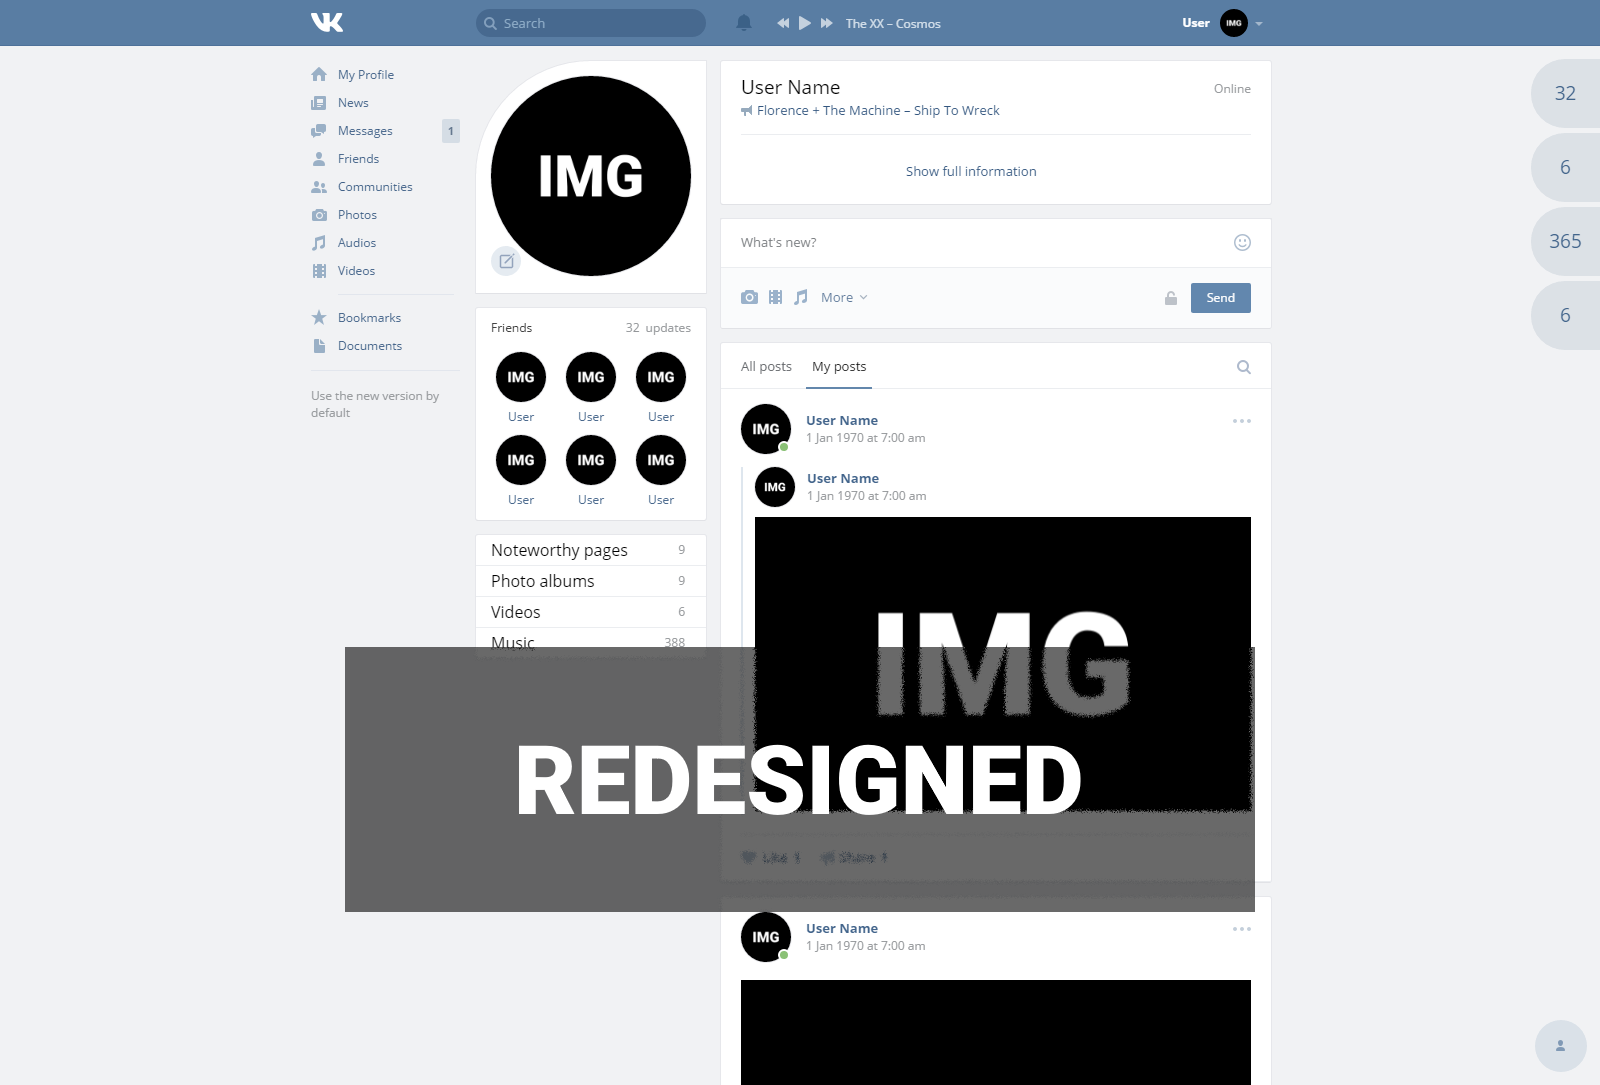 Search
The XX – Cosmos
User
IMG
My Profile
News
Messages
1
Friends
Communities
Photos
Audios
Videos
Bookmarks
Documents
Use the new version by
default
IMG
Friends
32 updates
IMG
IMG
IMG
User
User
User
IMG
IMG
IMG
User
User
User
Noteworthy pages
9
Photo albums
9
Videos
6
Music
388
User Name
Online
Florence + The Machine – Ship To Wreck
Show full information
What's new?
More
Send
All posts
My posts
IMG
User Name
1 Jan 1970 at 7:00 am
IMG
User Name
1 Jan 1970 at 7:00 am
IMG
REDESIGNED
Like 1
Share 1
IMG
User Name
1 Jan 1970 at 7:00 am
32
6
365
6